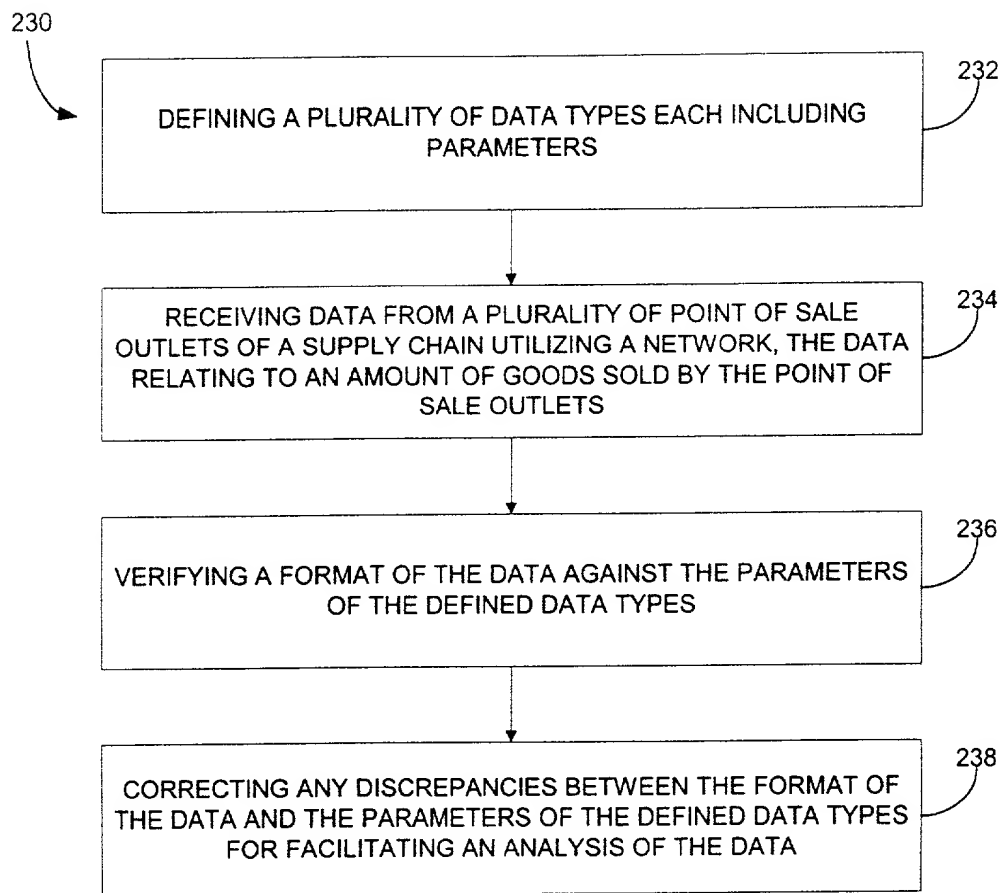 230
232
DEFINING A PLURALITY OF DATA TYPES EACH INCLUDING
PARAMETERS
234
RECEIVING DATA FROM A PLURALITY OF POINT OF SALE
OUTLETS OF A SUPPLY CHAIN UTILIZING A NETWORK, THE DATA
RELATING TO AN AMOUNT OF GOODS SOLD BY THE POINT OF
SALE OUTLETS
236
VERIFYING A FORMAT OF THE DATA AGAINST THE PARAMETERS
OF THE DEFINED DATA TYPES
238
CORRECTING ANY DISCREPANCIES BETWEEN THE FORMAT OF
THE DATA AND THE PARAMETERS OF THE DEFINED DATA TYPES
FOR FACILITATING AN ANALYSIS OF THE DATA